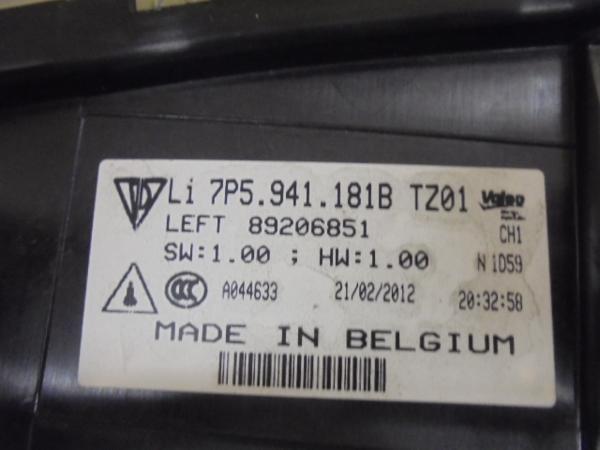 Li 7P5.941.181B TZ01 Valeo
LEFT 89206851 CH1
SW:1.00 ; HW:1.00 N 1D59
CCC A044633 21/02/2012 20:32:58
MADE IN BELGIUM